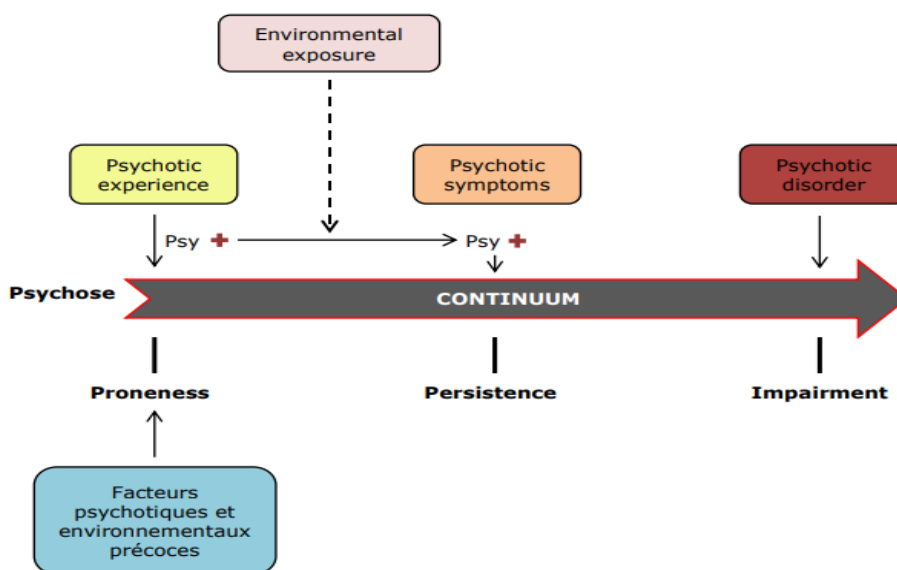 Environmental
exposure
Psychotic
experience
Psychotic
symptoms
Psychotic
disorder
Psy +
Psy +
Psychose
CONTINUUM
Proneness
Persistence
Impairment
Facteurs
psychotiques et
environnementaux
précoces